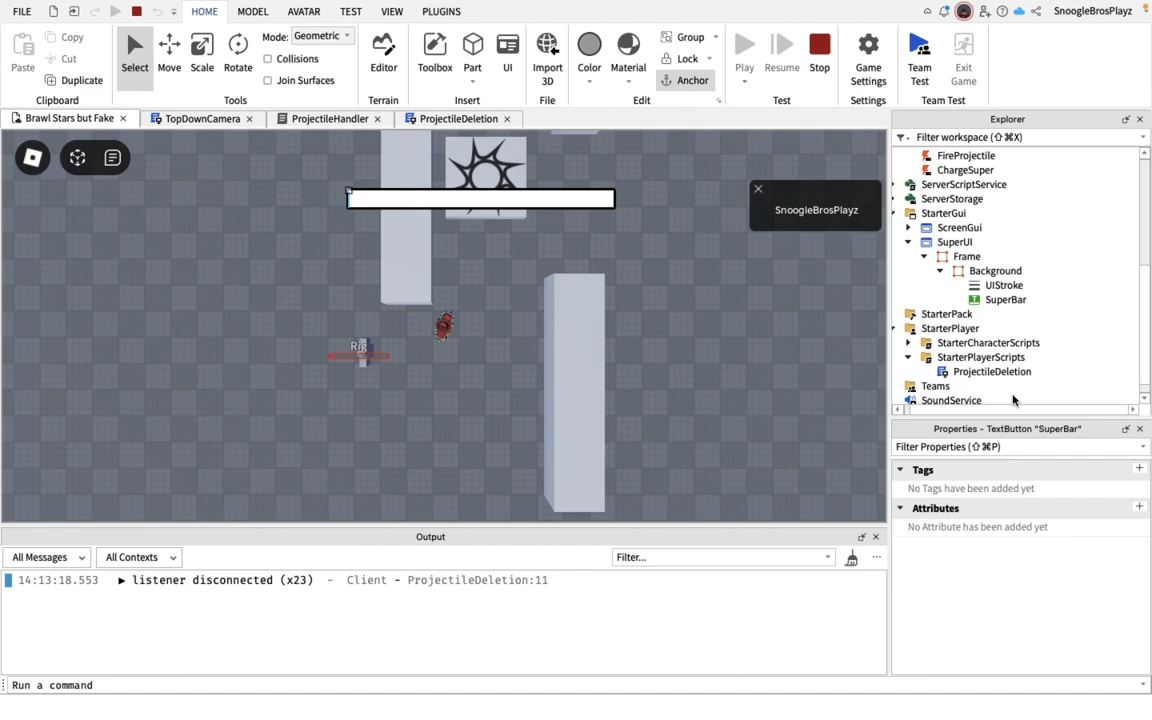 FILE HOME MODEL AVATAR TEST VIEW PLUGINS SnoogleBrosPlayz
Paste Copy Cut Duplicate
Clipboard
Select Move Scale Rotate
Mode: Geometric
Collisions
Join Surfaces
Tools
Editor
Terrain
Toolbox Part UI
Insert
Import 3D
File
Color Material
Group
Lock
Anchor
Edit
Play Resume Stop
Test
Game Settings
Settings
Team Test
Exit Game
Team Test
Brawl Stars but Fake TopDownCamera ProjectileHandler ProjectileDeletion
SnoogleBrosPlayz
Rig
Explorer
Filter workspace (⇧⌘X)
FireProjectile
ChargeSuper
ServerScriptService
ServerStorage
StarterGui
ScreenGui
SuperUI
Frame
Background
UIStroke
SuperBar
StarterPack
StarterPlayer
StarterCharacterScripts
StarterPlayerScripts
ProjectileDeletion
Teams
SoundService
Properties - TextButton "SuperBar"
Filter Properties (⇧⌘P)
Tags
No Tags have been added yet
Attributes
No Attribute has been added yet
Output
All Messages All Contexts Filter...
14:13:18.553 ▶ listener disconnected (x23) - Client - ProjectileDeletion:11
Run a command